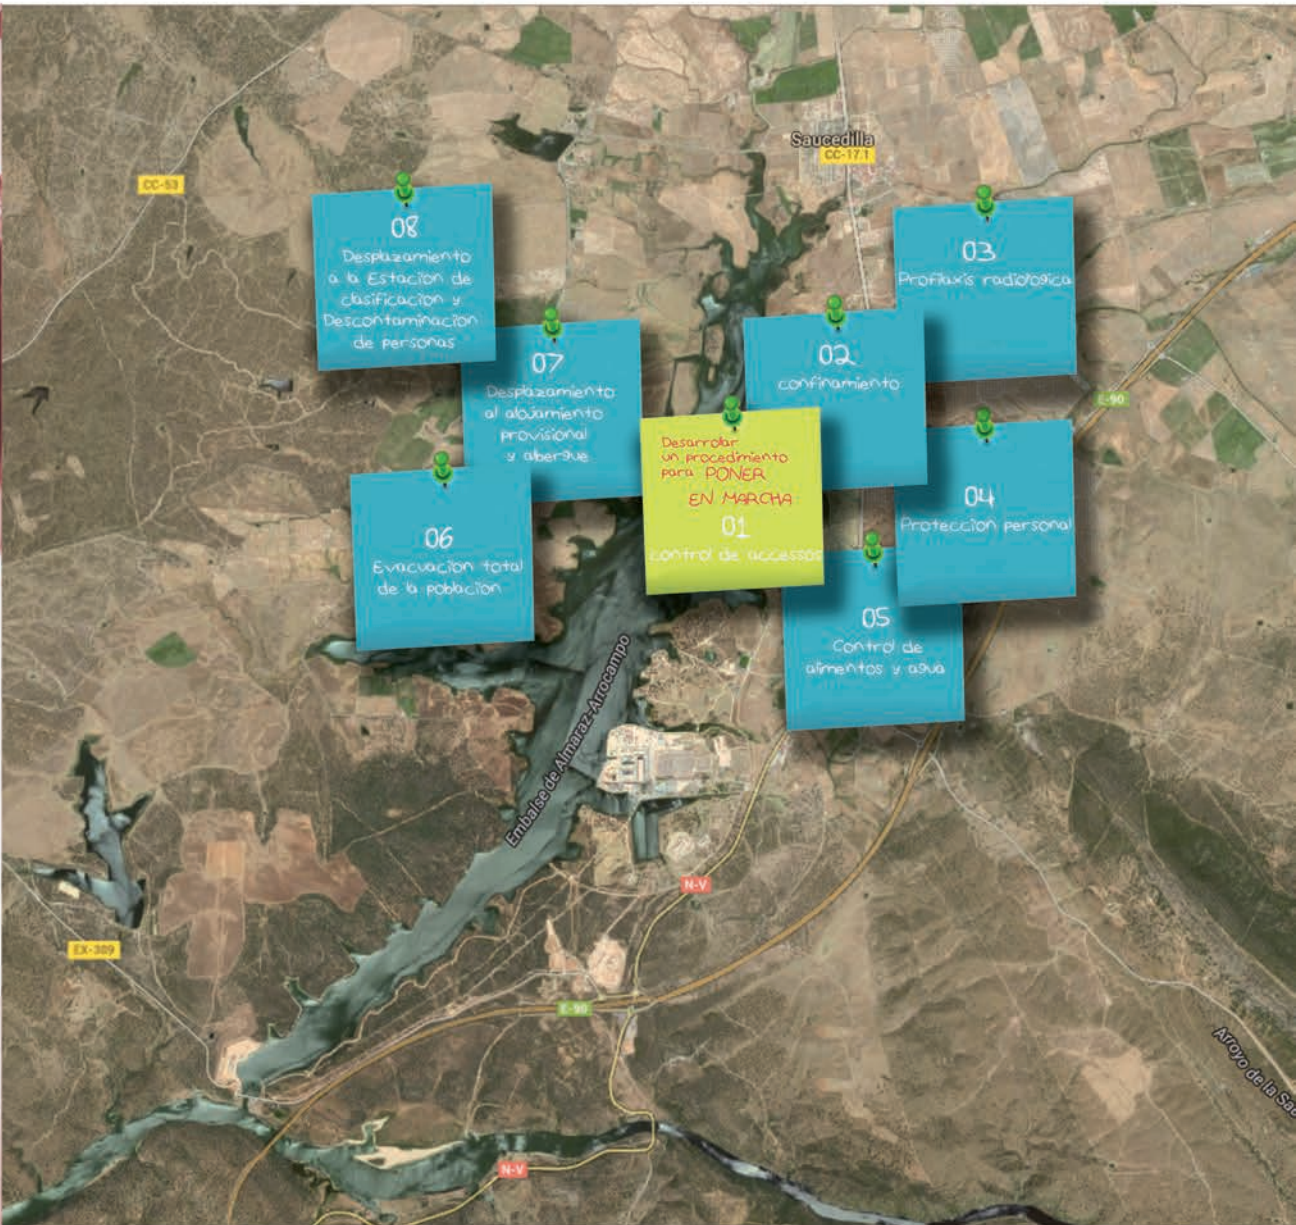 Saucedilla
CC-17.1
CC-53
08
Desplazamiento
a la Estación de
clasificación y
Descontaminación
de personas
03
Profilaxis radiológica
07
Desplazamiento
al alojamiento
provisional
y albergue
02
confinamiento
E-90
Desarrolar
un procedimiento
para PONER
EN MARCHA
01
control de accessos
04
Protección personal
06
Evacuación total
de la población
05
Control de
alimentos y agua
Embalse de Almaraz-Arrocampo
N-V
EX-389
E-90
Arroyo de la Sau
N-V